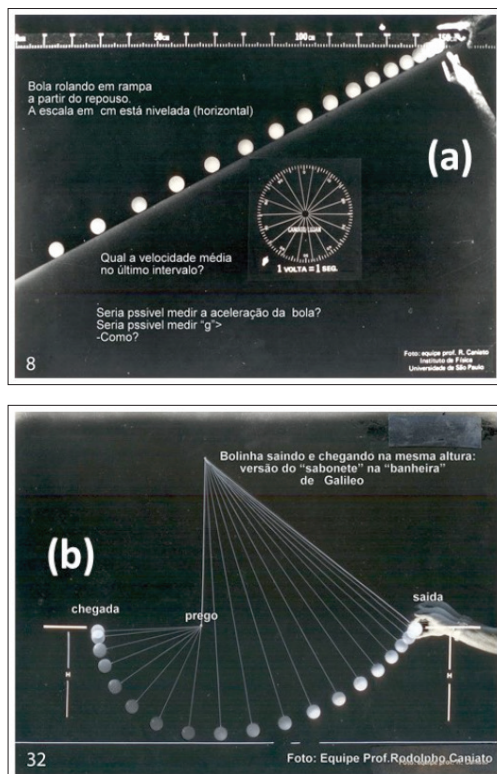 50cm 100cm 150
Bola rolando em rampa
a partir do repouso.
A escala em cm está nivelada (horizontal)
(a)
1 VOLTA = 1 SEG.
Qual a velocidade média
no último intervalo?
Seria pssível medir a aceleração da bola?
Seria pssível medir "g">
-Como?
Foto: equipe prof. R. Caniato
Instituto de Física
Universidade de São Paulo
8
Bolinha saindo e chegando na mesma altura:
versão do "sabonete" na "banheira"
de Galileo
(b)
chegada
prego
saída
H
H
32
Foto: Equipe Prof.Rodolpho Caniato